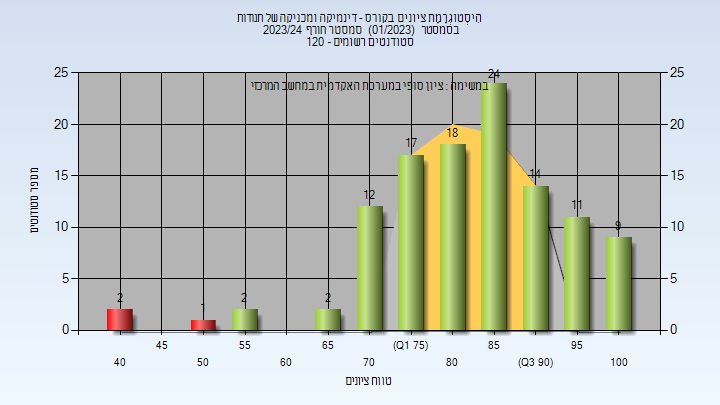 הִיסְטוֹגְרַמַת ציונים בקורס - דינמיקה ומכניקה של תנודות
בסמסטר (01/2023) סמסטר חורף 2023/24
סטודנטים רשומים - 120
במשימה : ציון סופי במערכת האקדמית במחשב המרכזי
מספר סטודנטים
25 25
20 20
15 15
10 10
5 5
0 0
2 1 2 2 12 17 18 24 14 11 9
45 55 65 (Q1 75) 85 95
40 50 60 70 80 (Q3 90) 100
טווח ציונים